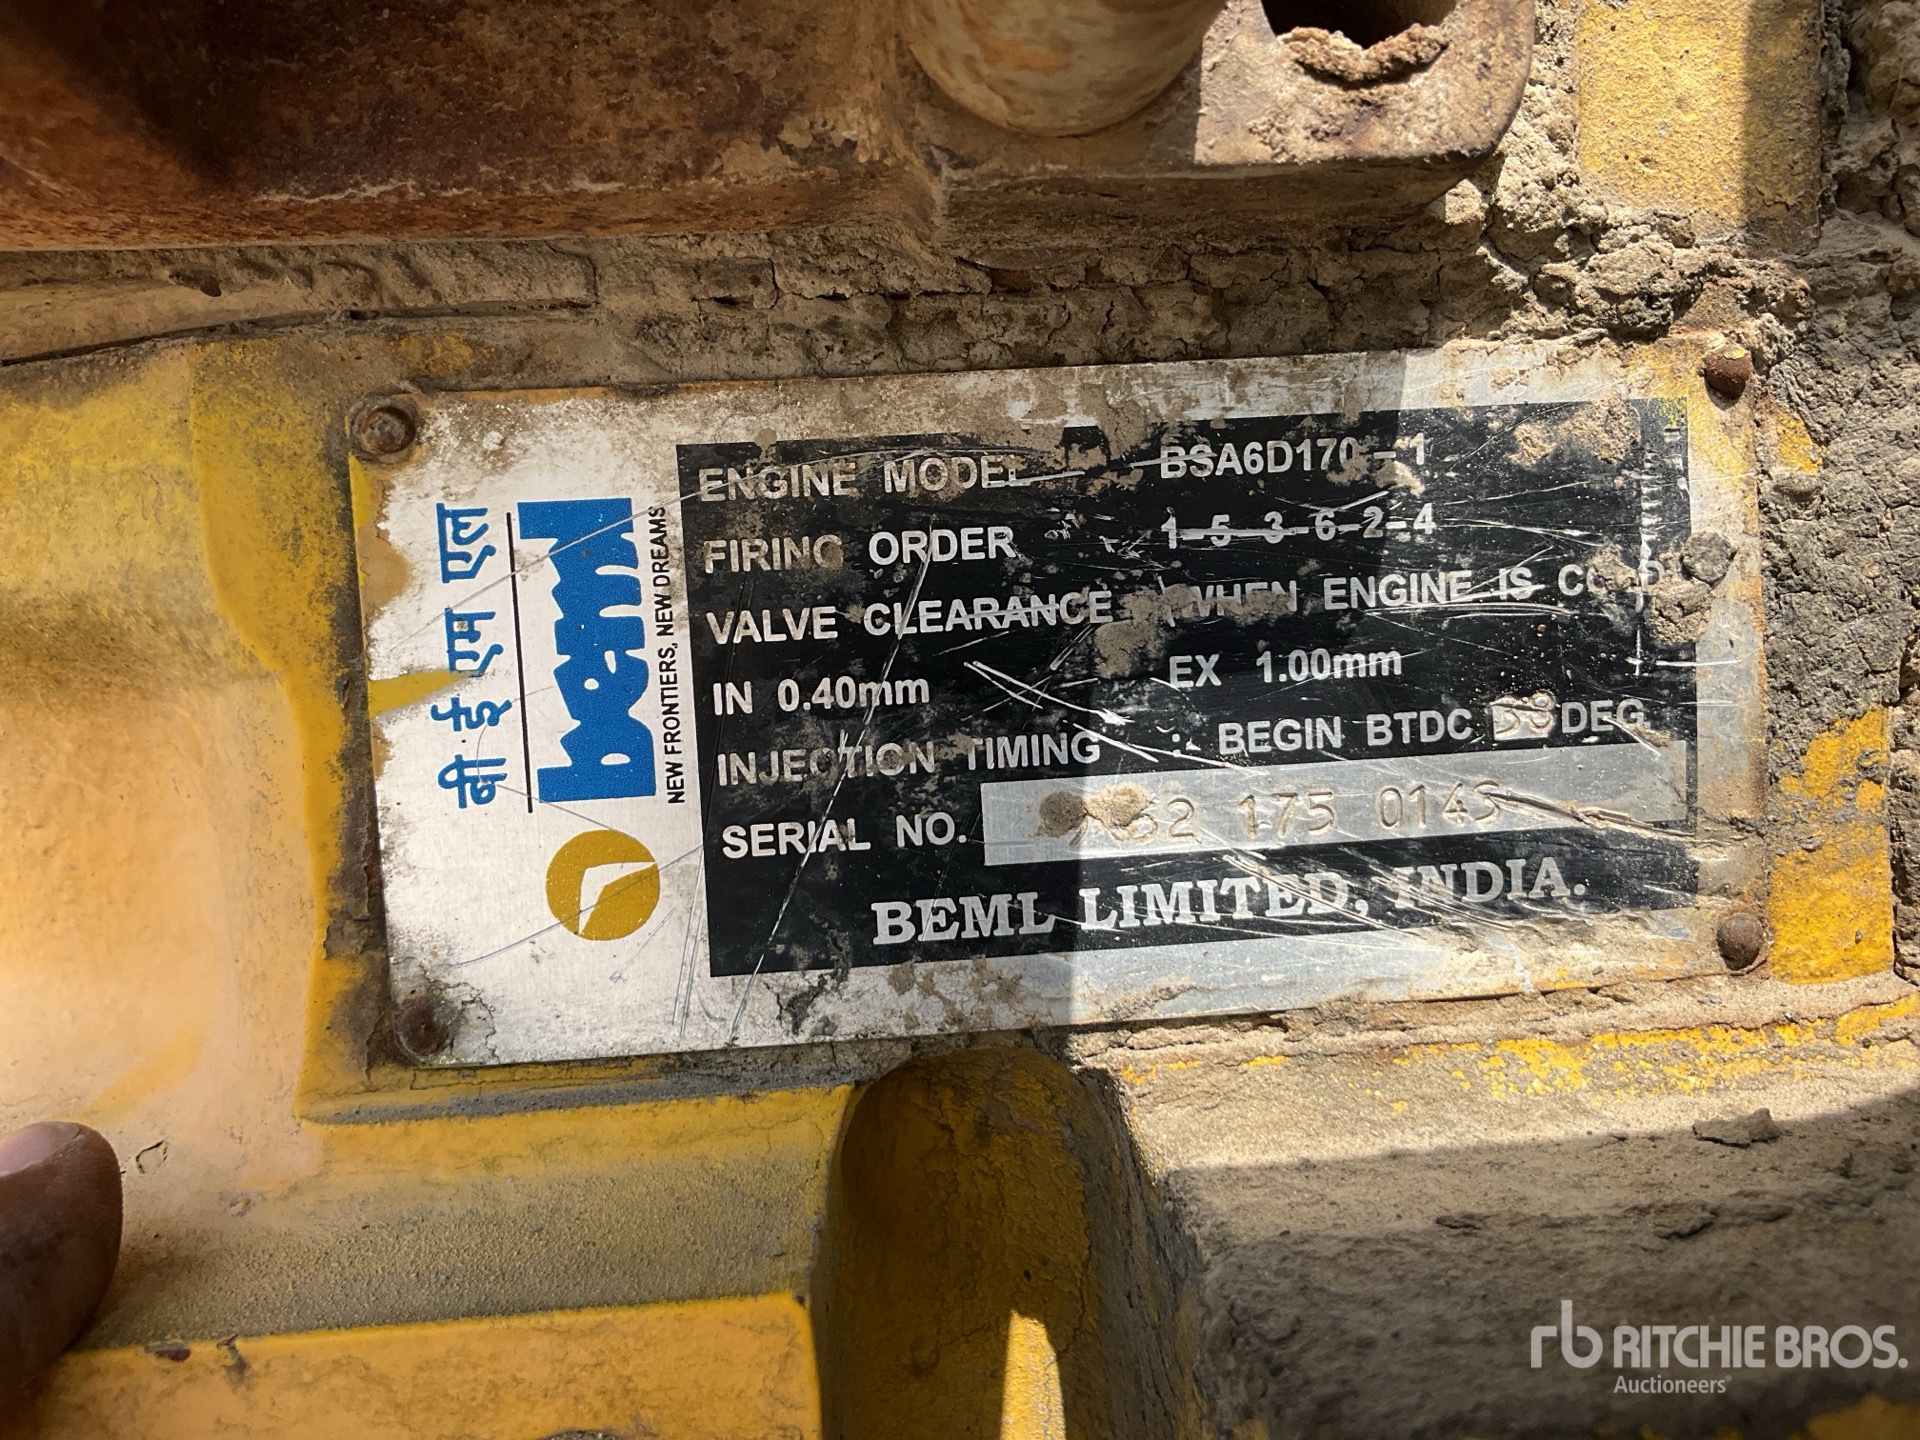 बी ई एम एल
beml
NEW FRONTIERS, NEW DREAMS
ENGINE MODEL BSA6D170 - 1
FIRING ORDER 1-5-3-6-2-4
VALVE CLEARANCE (WHEN ENGINE IS COLD)
IN 0.40mm EX 1.00mm
INJECTION TIMING :- BEGIN BTDC DEG
SERIAL NO. 175
BEML LIMITED, INDIA.
rb RITCHIE BROS.
Auctioneers